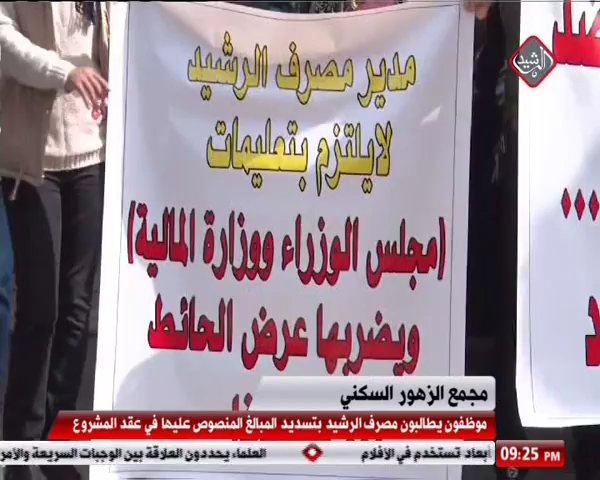 مدير مصرف الرشيد
لايلتزم بتعليمات
(مجلس الوزراء ووزارة المالية)
ويضربها عرض الحائط
الرشيد
مجمع الزهور السكني
موظفون يطالبون مصرف الرشيد بتسديد المبالغ المنصوص عليها في عقد المشروع
أبعاد تستخدم في الأفلام
العلماء يحددون العلاقة بين الوجبات السريعة
09:25 PM